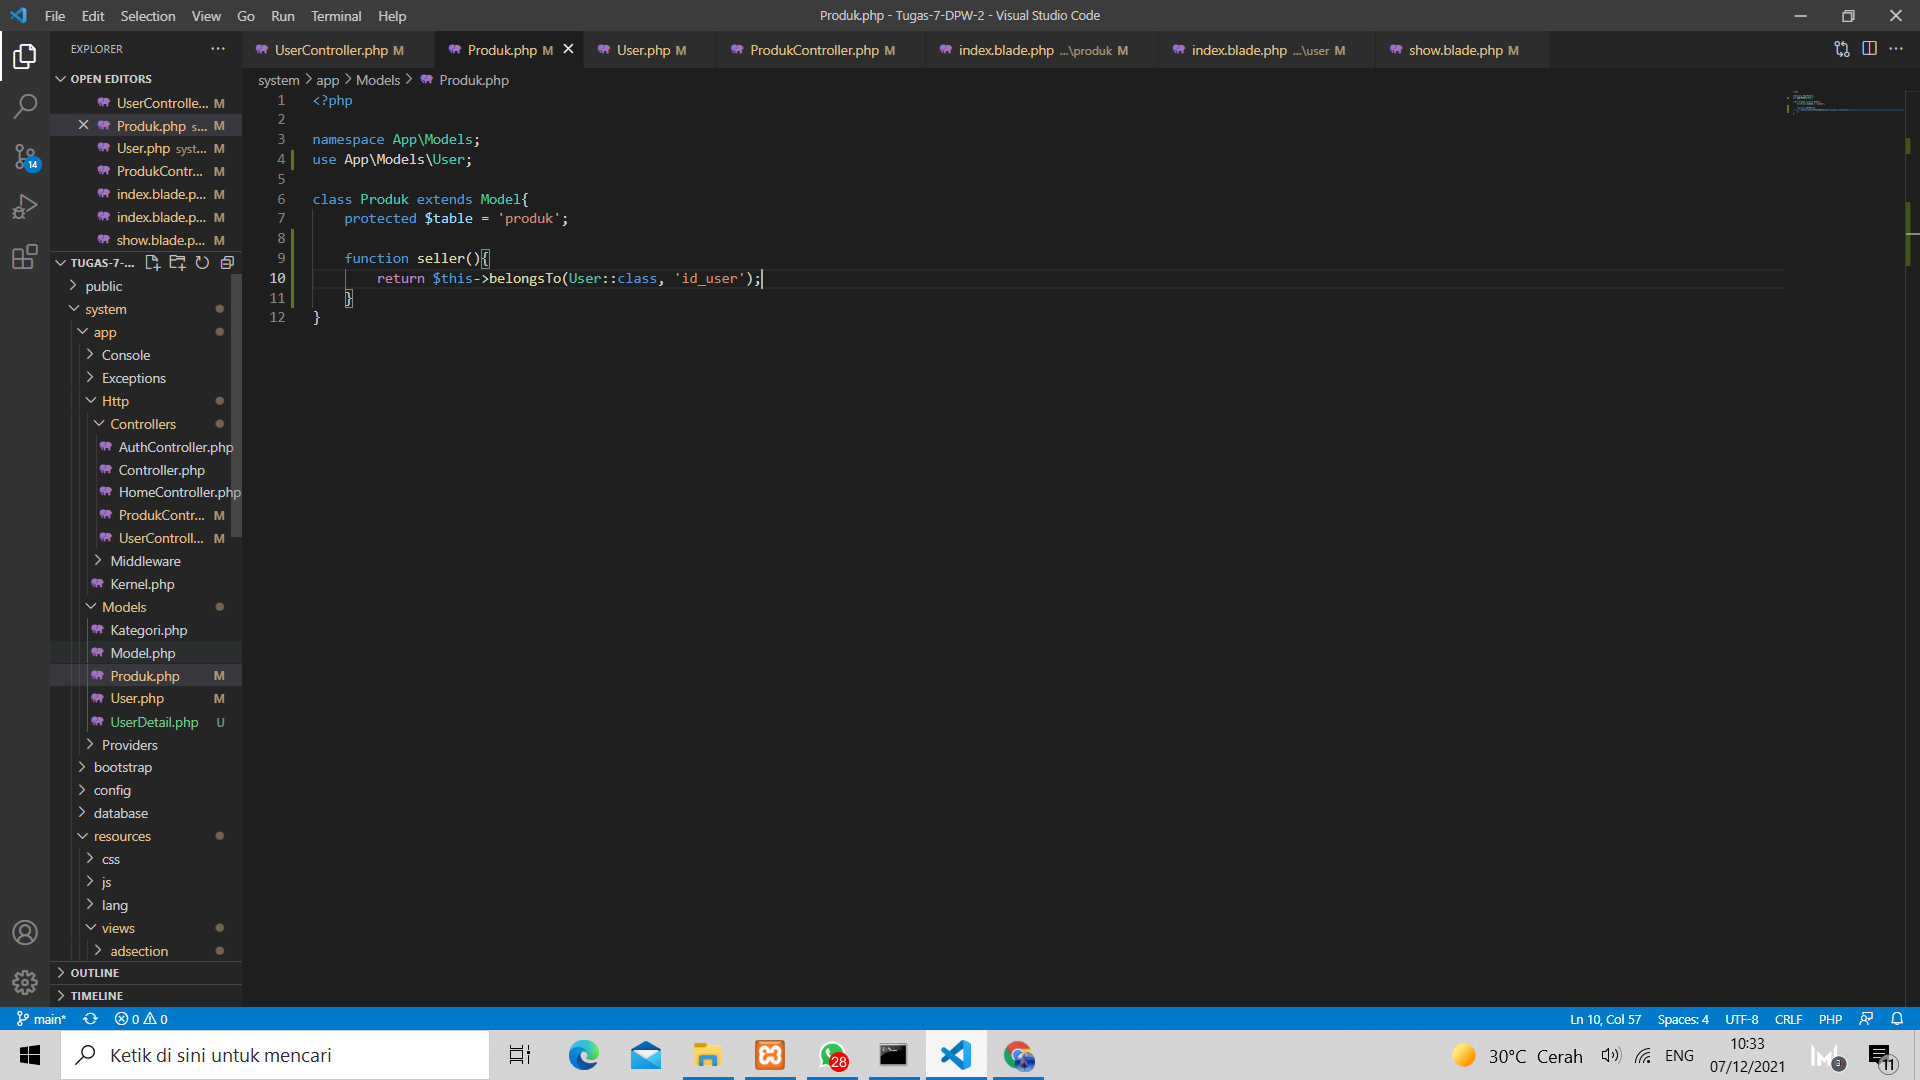 File Edit Selection View Go Run Terminal Help
Produk.php - Tugas-7-DPW-2 - Visual Studio Code
EXPLORER
UserController.php M
Produk.php M
User.php M
ProdukController.php M
index.blade.php ...\produk M
index.blade.php ...\user M
show.blade.php M
OPEN EDITORS
UserControlle... M
Produk.php s... M
User.php syst... M
ProdukContr... M
index.blade.p... M
index.blade.p... M
show.blade.p... M
TUGAS-7-...
public
system
app
Console
Exceptions
Http
Controllers
AuthController.php
Controller.php
HomeController.php
ProdukContr... M
UserControll... M
Middleware
Kernel.php
Models
Kategori.php
Model.php
Produk.php M
User.php M
UserDetail.php U
Providers
bootstrap
config
database
resources
css
js
lang
views
adsection
OUTLINE
TIMELINE
14
system > app > Models > Produk.php
1 <?php
2
3 namespace App\Models;
4 use App\Models\User;
5
6 class Produk extends Model{
7 protected $table = 'produk';
8
9 function seller(){
10 return $this->belongsTo(User::class, 'id_user');
11 }
12 }
main* 0 0
Ln 10, Col 57 Spaces: 4 UTF-8 CRLF PHP
Ketik di sini untuk mencari
28
30°C Cerah
ENG
10:33
07/12/2021
3
11